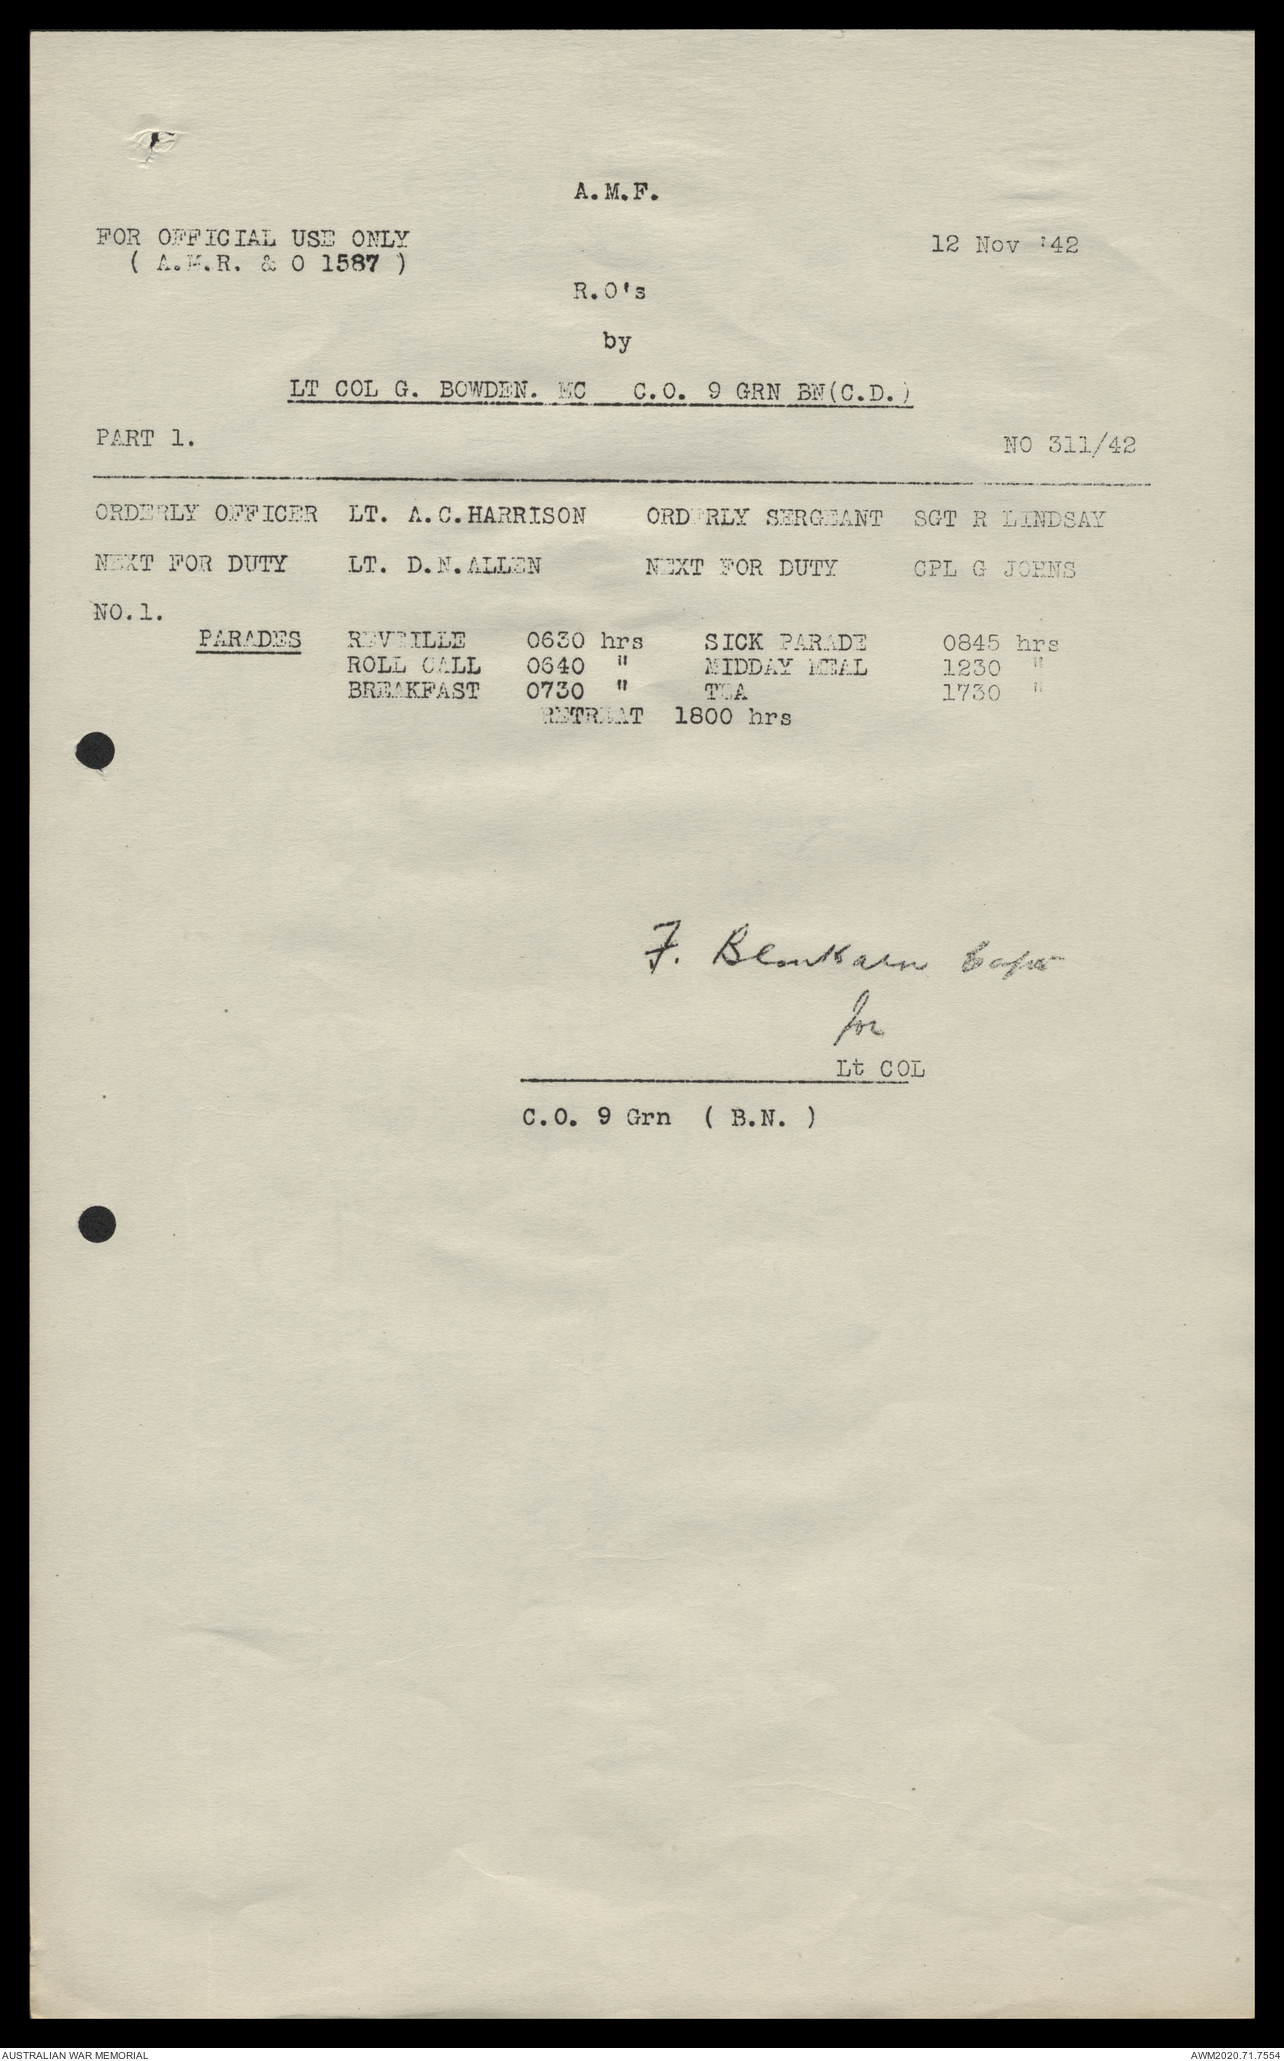 A.M.F.
FOR OFFICIAL USE ONLY 12 Nov '42
( A.M.R. & O 1587 )
R.O's
by
LT COL G. BOWDEN. MC C.O. 9 GRN BN(C.D.)
PART 1. NO 311/42
ORDERLY OFFICER LT. A.C.HARRISON ORDERLY SERGEANT SGT R LINDSAY
NEXT FOR DUTY LT. D.N.ALLEN NEXT FOR DUTY CPL G JOHNS
NO.1.
PARADES REVEILLE 0630 hrs SICK PARADE 0845 hrs
ROLL CALL 0640 " MIDDAY MEAL 1230 "
BREAKFAST 0730 " TEA 1730 "
RETREAT 1800 hrs
F. Blenkarn Capt
for
Lt COL
C.O. 9 Grn ( B.N. )
AUSTRALIAN WAR MEMORIAL AWM2020.71.7554